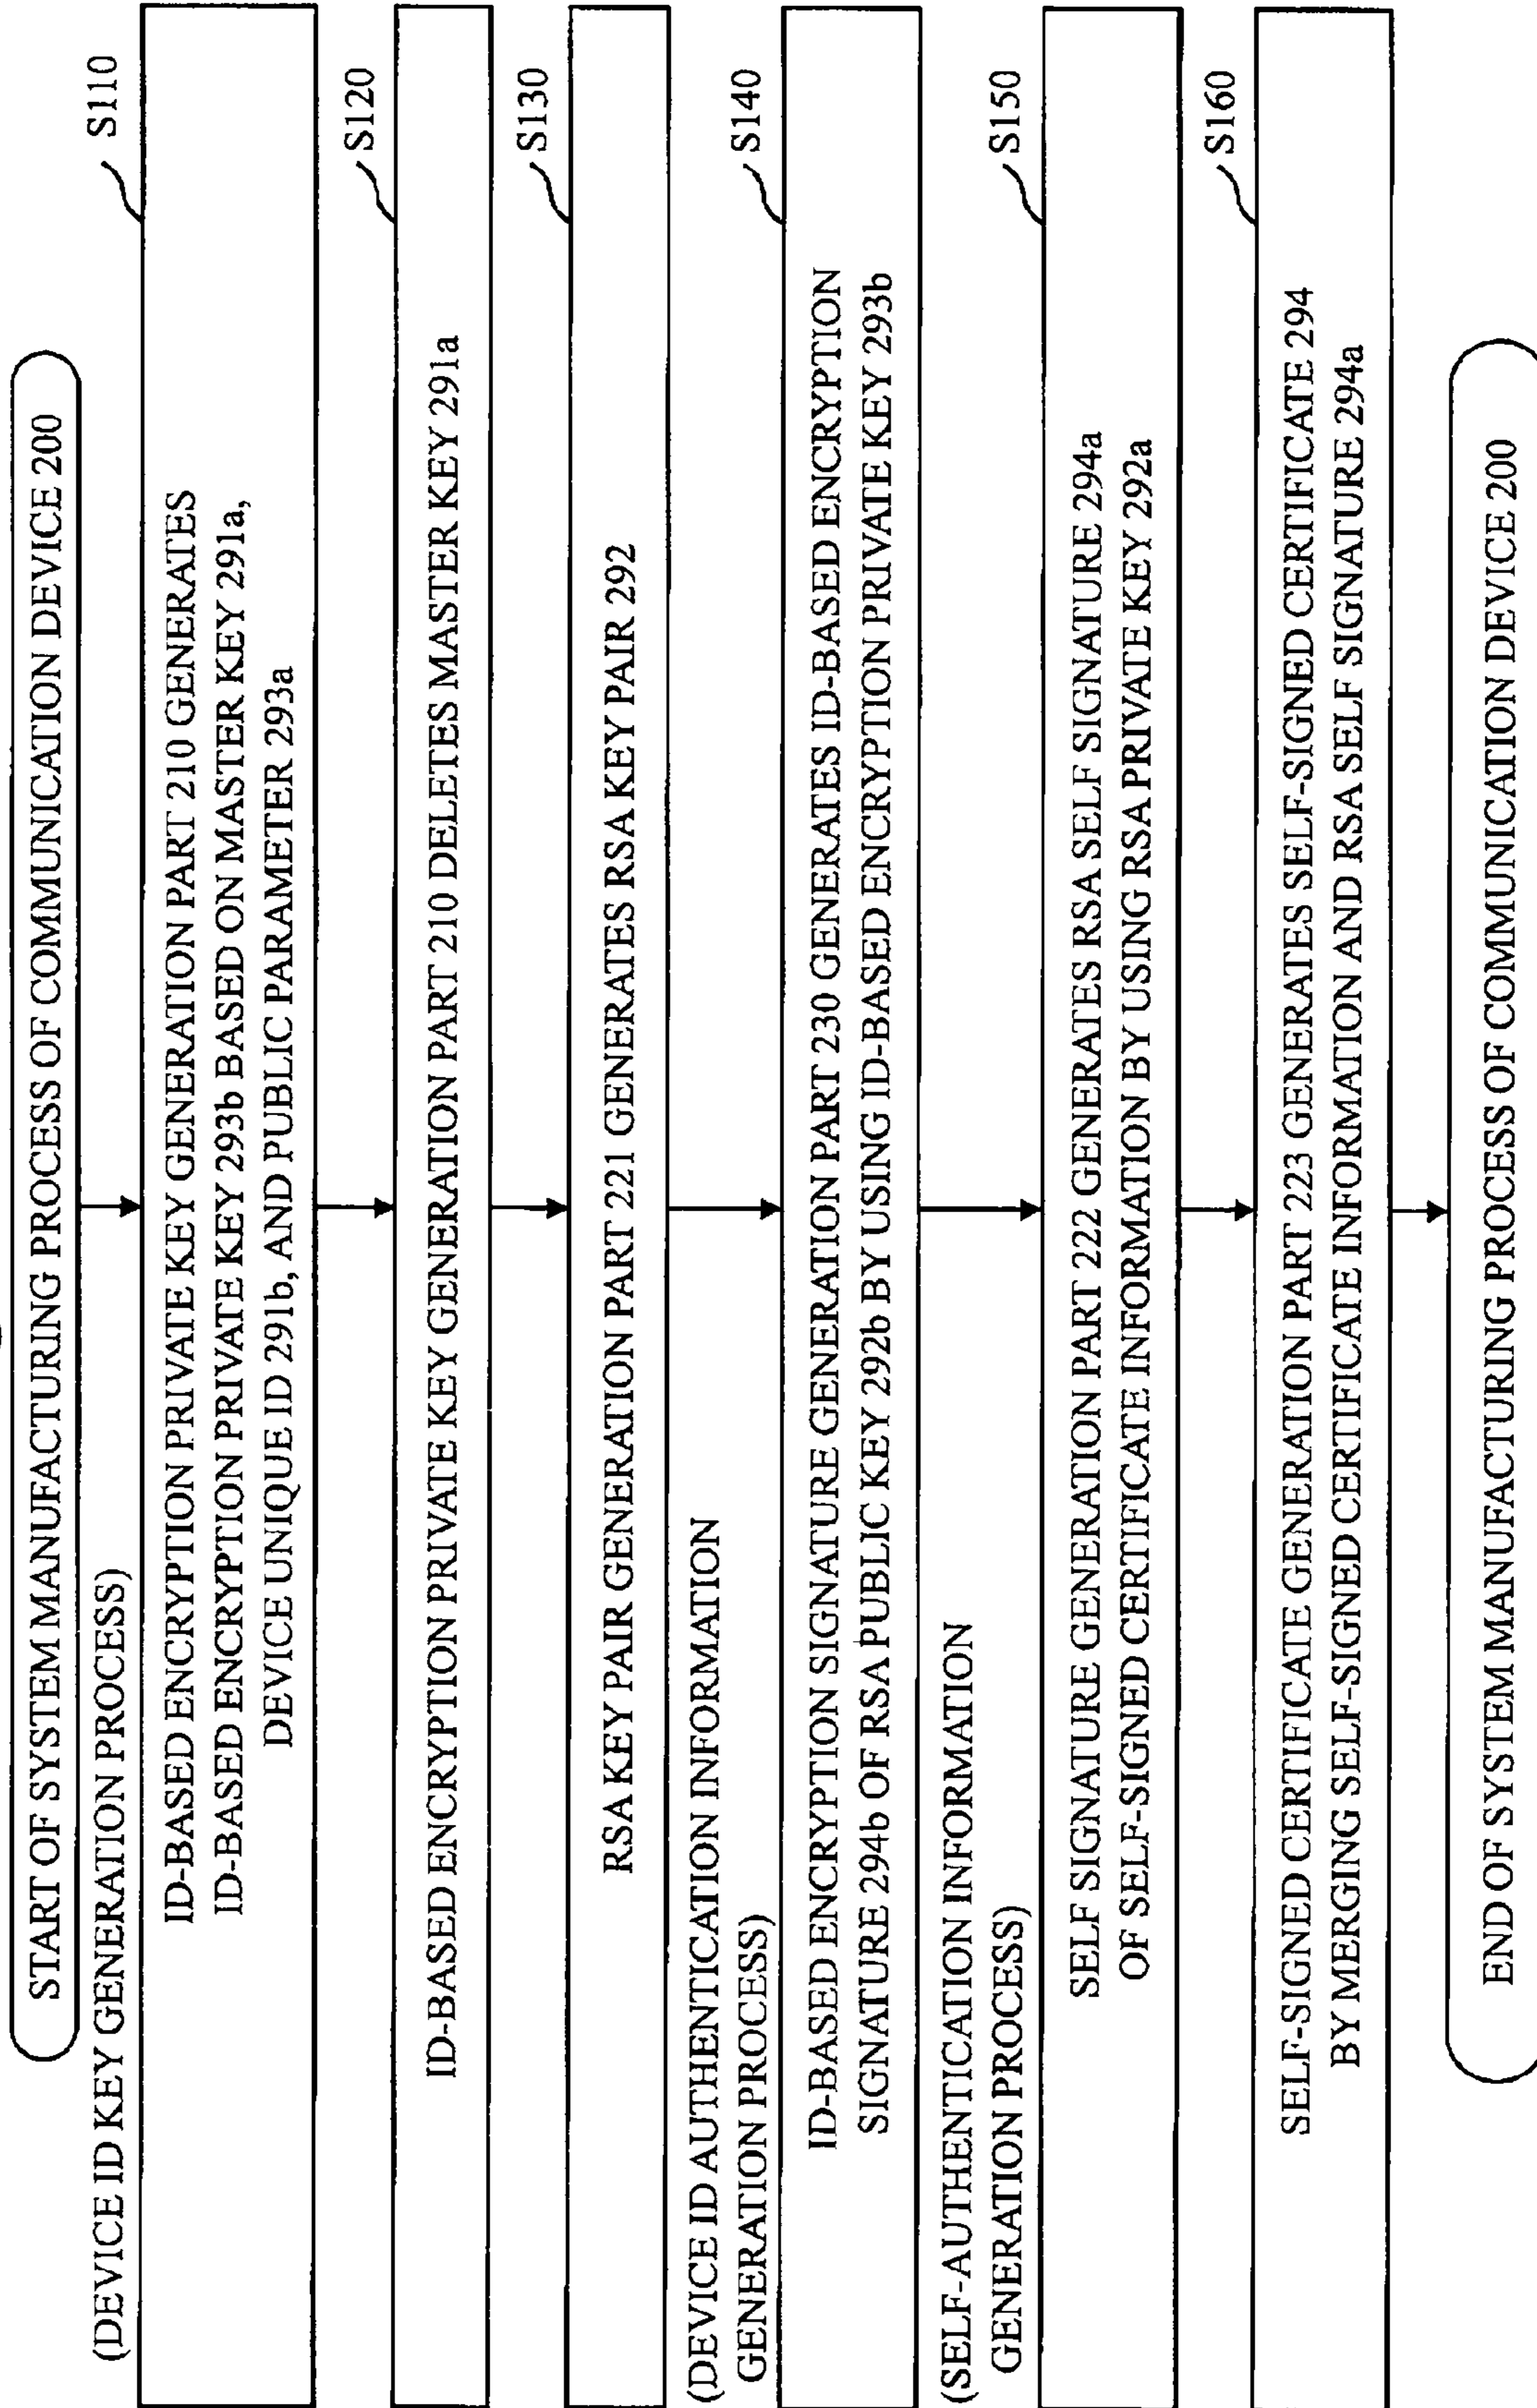 START OF SYSTEM MANUFACTURING PROCESS OF COMMUNICATION DEVICE 200
(DEVICE ID KEY GENERATION PROCESS)
S110
ID-BASED ENCRYPTION PRIVATE KEY GENERATION PART 210 GENERATES
ID-BASED ENCRYPTION PRIVATE KEY 293b BASED ON MASTER KEY 291a,
DEVICE UNIQUE ID 291b, AND PUBLIC PARAMETER 293a
S120
ID-BASED ENCRYPTION PRIVATE KEY GENERATION PART 210 DELETES MASTER KEY 291a
S130
RSA KEY PAIR GENERATION PART 221 GENERATES RSA KEY PAIR 292
(DEVICE ID AUTHENTICATION INFORMATION
GENERATION PROCESS)
S140
ID-BASED ENCRYPTION SIGNATURE GENERATION PART 230 GENERATES ID-BASED ENCRYPTION
SIGNATURE 294b OF RSA PUBLIC KEY 292b BY USING ID-BASED ENCRYPTION PRIVATE KEY 293b
(SELF-AUTHENTICATION INFORMATION
GENERATION PROCESS)
S150
SELF SIGNATURE GENERATION PART 222 GENERATES RSA SELF SIGNATURE 294a
OF SELF-SIGNED CERTIFICATE INFORMATION BY USING RSA PRIVATE KEY 292a
S160
SELF-SIGNED CERTIFICATE GENERATION PART 223 GENERATES SELF-SIGNED CERTIFICATE 294
BY MERGING SELF-SIGNED CERTIFICATE INFORMATION AND RSA SELF SIGNATURE 294a
END OF SYSTEM MANUFACTURING PROCESS OF COMMUNICATION DEVICE 200